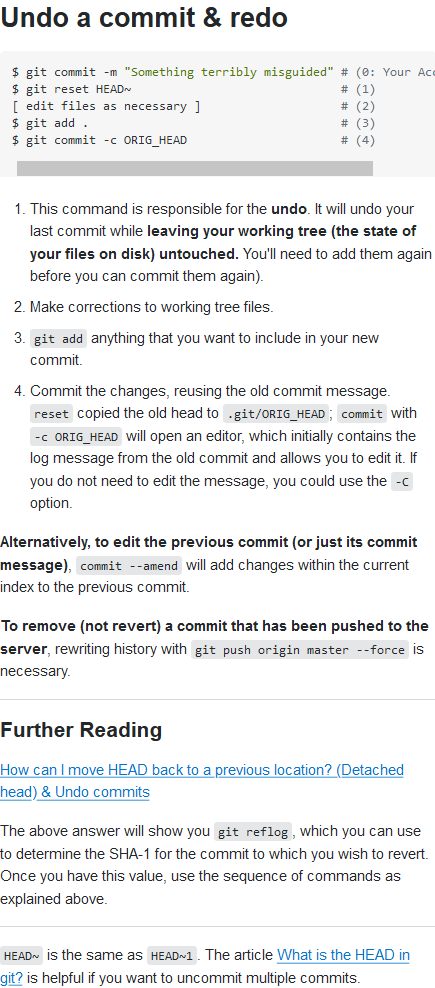 Undo a commit & redo
$ git commit -m "Something terribly misguided" # (0: Your Acc
$ git reset HEAD~                              # (1)
[ edit files as necessary ]                    # (2)
$ git add .                                    # (3)
$ git commit -c ORIG_HEAD                      # (4)
1. This command is responsible for the undo. It will undo your
last commit while leaving your working tree (the state of
your files on disk) untouched. You'll need to add them again
before you can commit them again).
2. Make corrections to working tree files.
3. git add anything that you want to include in your new
commit.
4. Commit the changes, reusing the old commit message.
reset copied the old head to .git/ORIG_HEAD; commit with
-c ORIG_HEAD will open an editor, which initially contains the
log message from the old commit and allows you to edit it. If
you do not need to edit the message, you could use the -C
option.
Alternatively, to edit the previous commit (or just its commit
message), commit --amend will add changes within the current
index to the previous commit.
To remove (not revert) a commit that has been pushed to the
server, rewriting history with git push origin master --force is
necessary.
Further Reading
How can I move HEAD back to a previous location? (Detached
head) & Undo commits
The above answer will show you git reflog, which you can use
to determine the SHA-1 for the commit to which you wish to revert.
Once you have this value, use the sequence of commands as
explained above.
HEAD~ is the same as HEAD~1. The article What is the HEAD in
git? is helpful if you want to uncommit multiple commits.